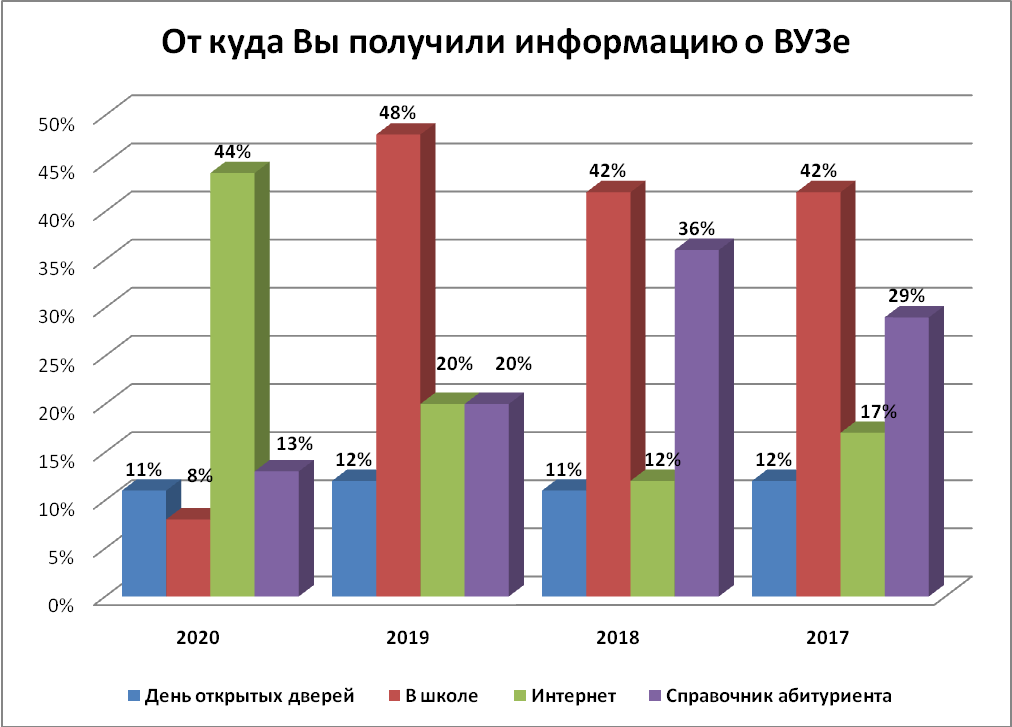 От куда Вы получили информацию о ВУЗе
50%
45%
40%
35%
30%
25%
20%
15%
10%
5%
0%
11% 8% 44% 13%
12% 48% 20% 20%
11% 42% 12% 36%
12% 42% 17% 29%
2020 2019 2018 2017
День открытых дверей В школе Интернет Справочник абитуриента